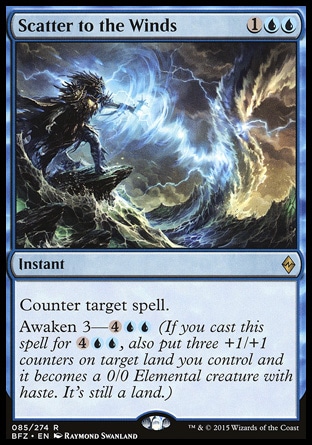 Scatter to the Winds 1
Instant
Counter target spell.
Awaken 3—4 (If you cast this
spell for 4, also put three +1/+1
counters on target land you control and
it becomes a 0/0 Elemental creature with
haste. It's still a land.)
085/274 R
BFZ • EN Raymond Swanland
™ & © 2015 Wizards of the Coast